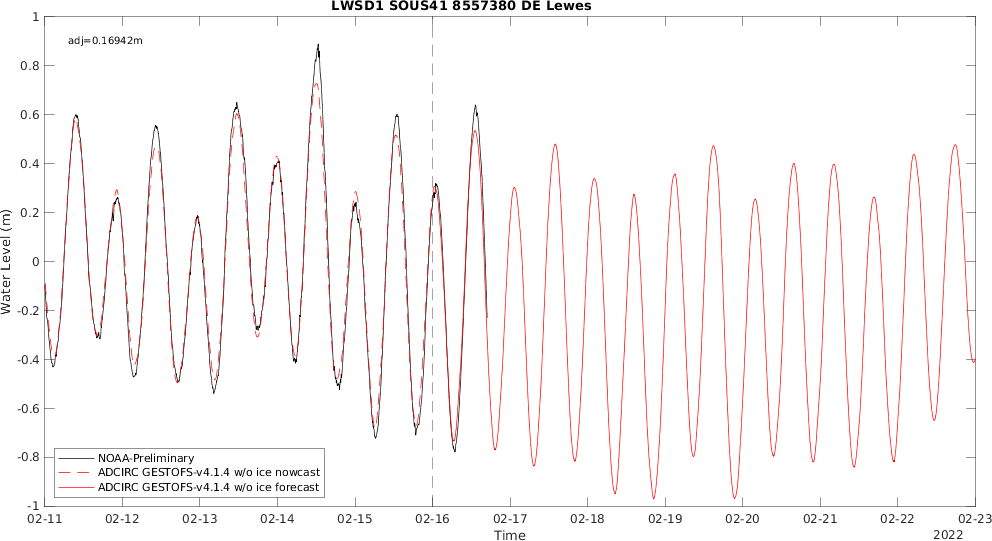 LWSD1 SOUS41 8557380 DE Lewes
adj=0.16942m
1
0.8
0.6
0.4
0.2
0
-0.2
-0.4
-0.6
-0.8
-1
Water Level (m)
NOAA-Preliminary
ADCIRC GESTOFS-v4.1.4 w/o ice nowcast
ADCIRC GESTOFS-v4.1.4 w/o ice forecast
02-11 02-12 02-13 02-14 02-15 02-16 02-17 02-18 02-19 02-20 02-21 02-22 02-23
Time
2022